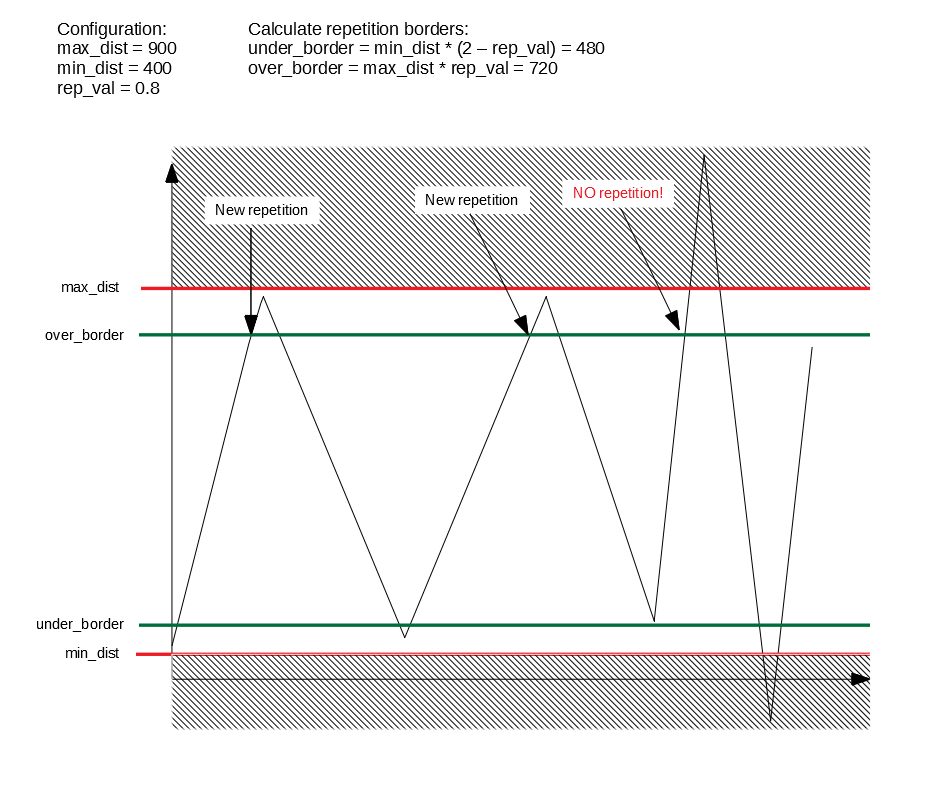 Configuration:
max_dist = 900
min_dist = 400
rep_val = 0.8
Calculate repetition borders:
under_border = min_dist * (2 – rep_val) = 480
over_border = max_dist * rep_val = 720
New repetition
New repetition
NO repetition!
max_dist
over_border
under_border
min_dist